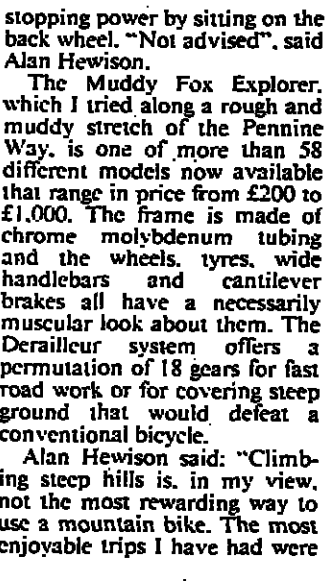 stopping power by sitting on the
back wheel. "Not advised", said
Alan Hewison.
The Muddy Fox Explorer,
which I tried along a rough and
muddy stretch of the Pennine
Way, is one of more than 58
different models now available
that range in price from £200 to
£1,000. The frame is made of
chrome molybdenum tubing
and the wheels, tyres, wide
handlebars and cantilever
brakes all have a necessarily
muscular look about them. The
Derailleur system offers a
permutation of 18 gears for fast
road work or for covering steep
ground that would defeat a
conventional bicycle.
Alan Hewison said: "Climb-
ing steep hills is, in my view,
not the most rewarding way to
use a mountain bike. The most
enjoyable trips I have had were